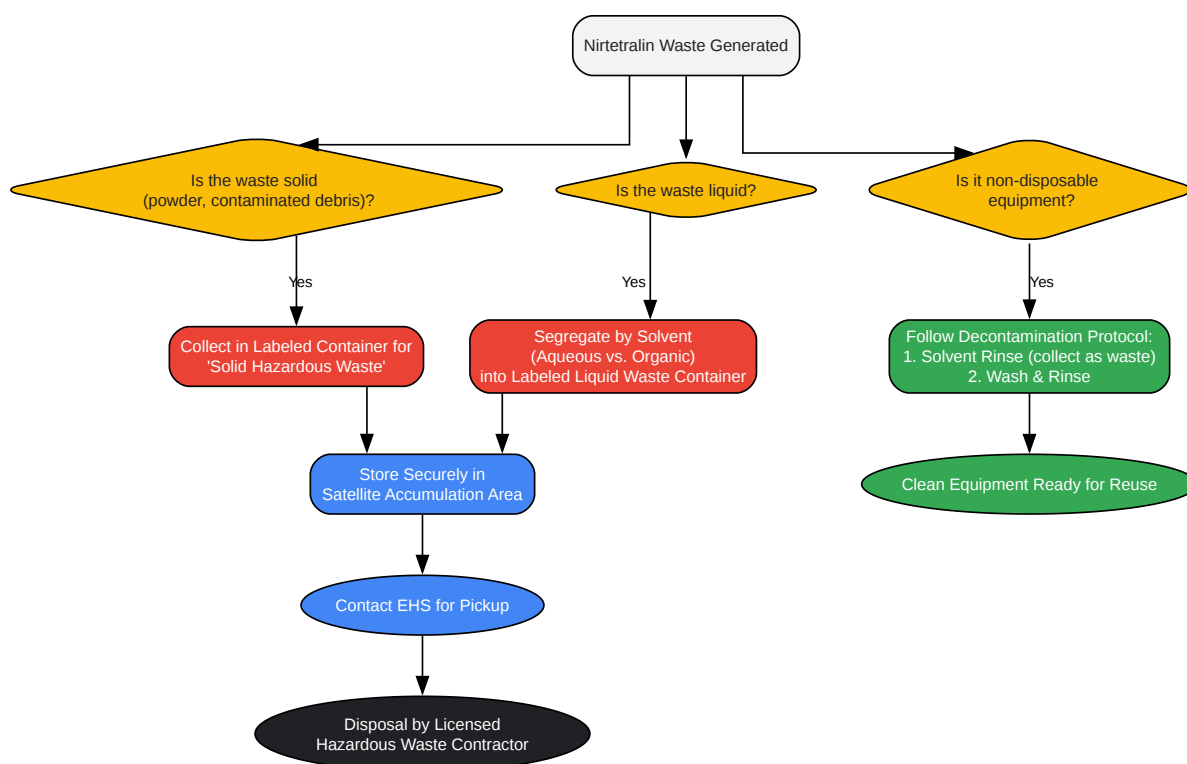 Nirtetralin Waste Generated
Is the waste solid
(powder, contaminated debris)?
Is the waste liquid?
Is it non-disposable
equipment?
Yes
Yes
Yes
Collect in Labeled Container for
'Solid Hazardous Waste'
Segregate by Solvent
(Aqueous vs. Organic)
into Labeled Liquid Waste Container
Follow Decontamination Protocol:
1. Solvent Rinse (collect as waste)
2. Wash & Rinse
Store Securely in
Satellite Accumulation Area
Clean Equipment Ready for Reuse
Contact EHS for Pickup
Disposal by Licensed
Hazardous Waste Contractor